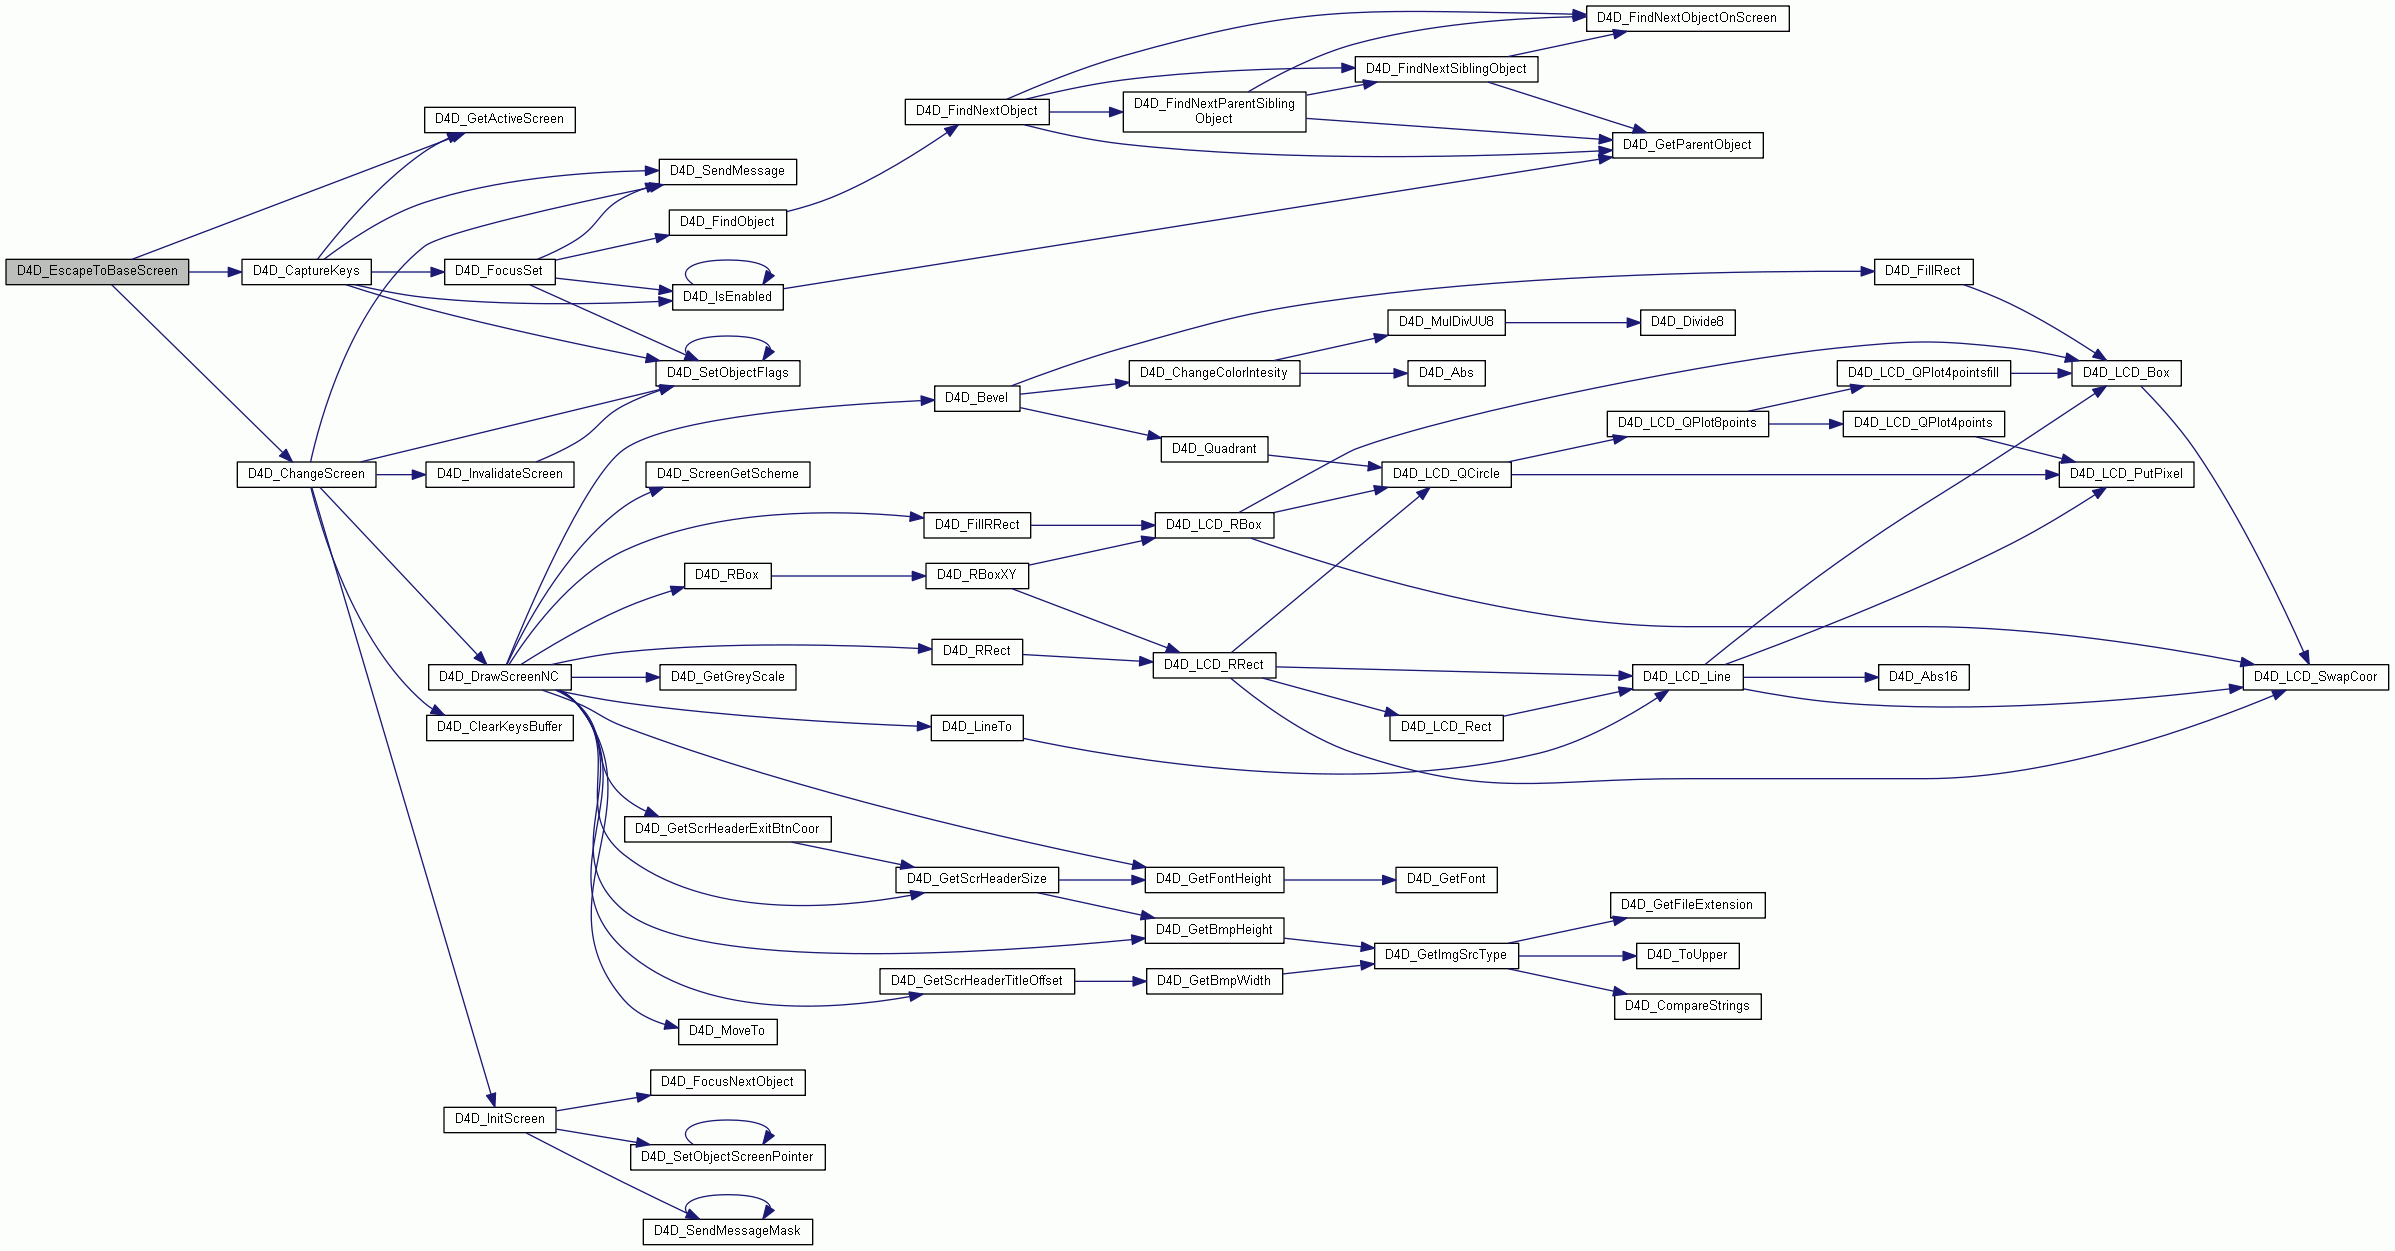 D4D_FindNextObjectOnScreen
D4D_FindNextSiblingObject
D4D_FindNextObject
D4D_FindNextParentSibling
Object
D4D_GetActiveScreen
D4D_GetParentObject
D4D_SendMessage
D4D_FindObject
D4D_EscapeToBaseScreen
D4D_CaptureKeys
D4D_FocusSet
D4D_FillRect
D4D_IsEnabled
D4D_MulDivUU8
D4D_Divide8
D4D_SetObjectFlags
D4D_ChangeColorIntesity
D4D_Abs
D4D_LCD_QPlot4pointsfill
D4D_LCD_Box
D4D_Bevel
D4D_LCD_QPlot8points
D4D_LCD_QPlot4points
D4D_Quadrant
D4D_ChangeScreen
D4D_InvalidateScreen
D4D_ScreenGetScheme
D4D_LCD_QCircle
D4D_LCD_PutPixel
D4D_FillRRect
D4D_LCD_RBox
D4D_RBox
D4D_RBoxXY
D4D_RRect
D4D_LCD_RRect
D4D_DrawScreenNC
D4D_GetGreyScale
D4D_LCD_Line
D4D_Abs16
D4D_LCD_SwapCoor
D4D_ClearKeysBuffer
D4D_LineTo
D4D_LCD_Rect
D4D_GetScrHeaderExitBtnCoor
D4D_GetScrHeaderSize
D4D_GetFontHeight
D4D_GetFont
D4D_GetFileExtension
D4D_GetBmpHeight
D4D_GetImgSrcType
D4D_ToUpper
D4D_GetScrHeaderTitleOffset
D4D_GetBmpWidth
D4D_CompareStrings
D4D_MoveTo
D4D_FocusNextObject
D4D_InitScreen
D4D_SetObjectScreenPointer
D4D_SendMessageMask